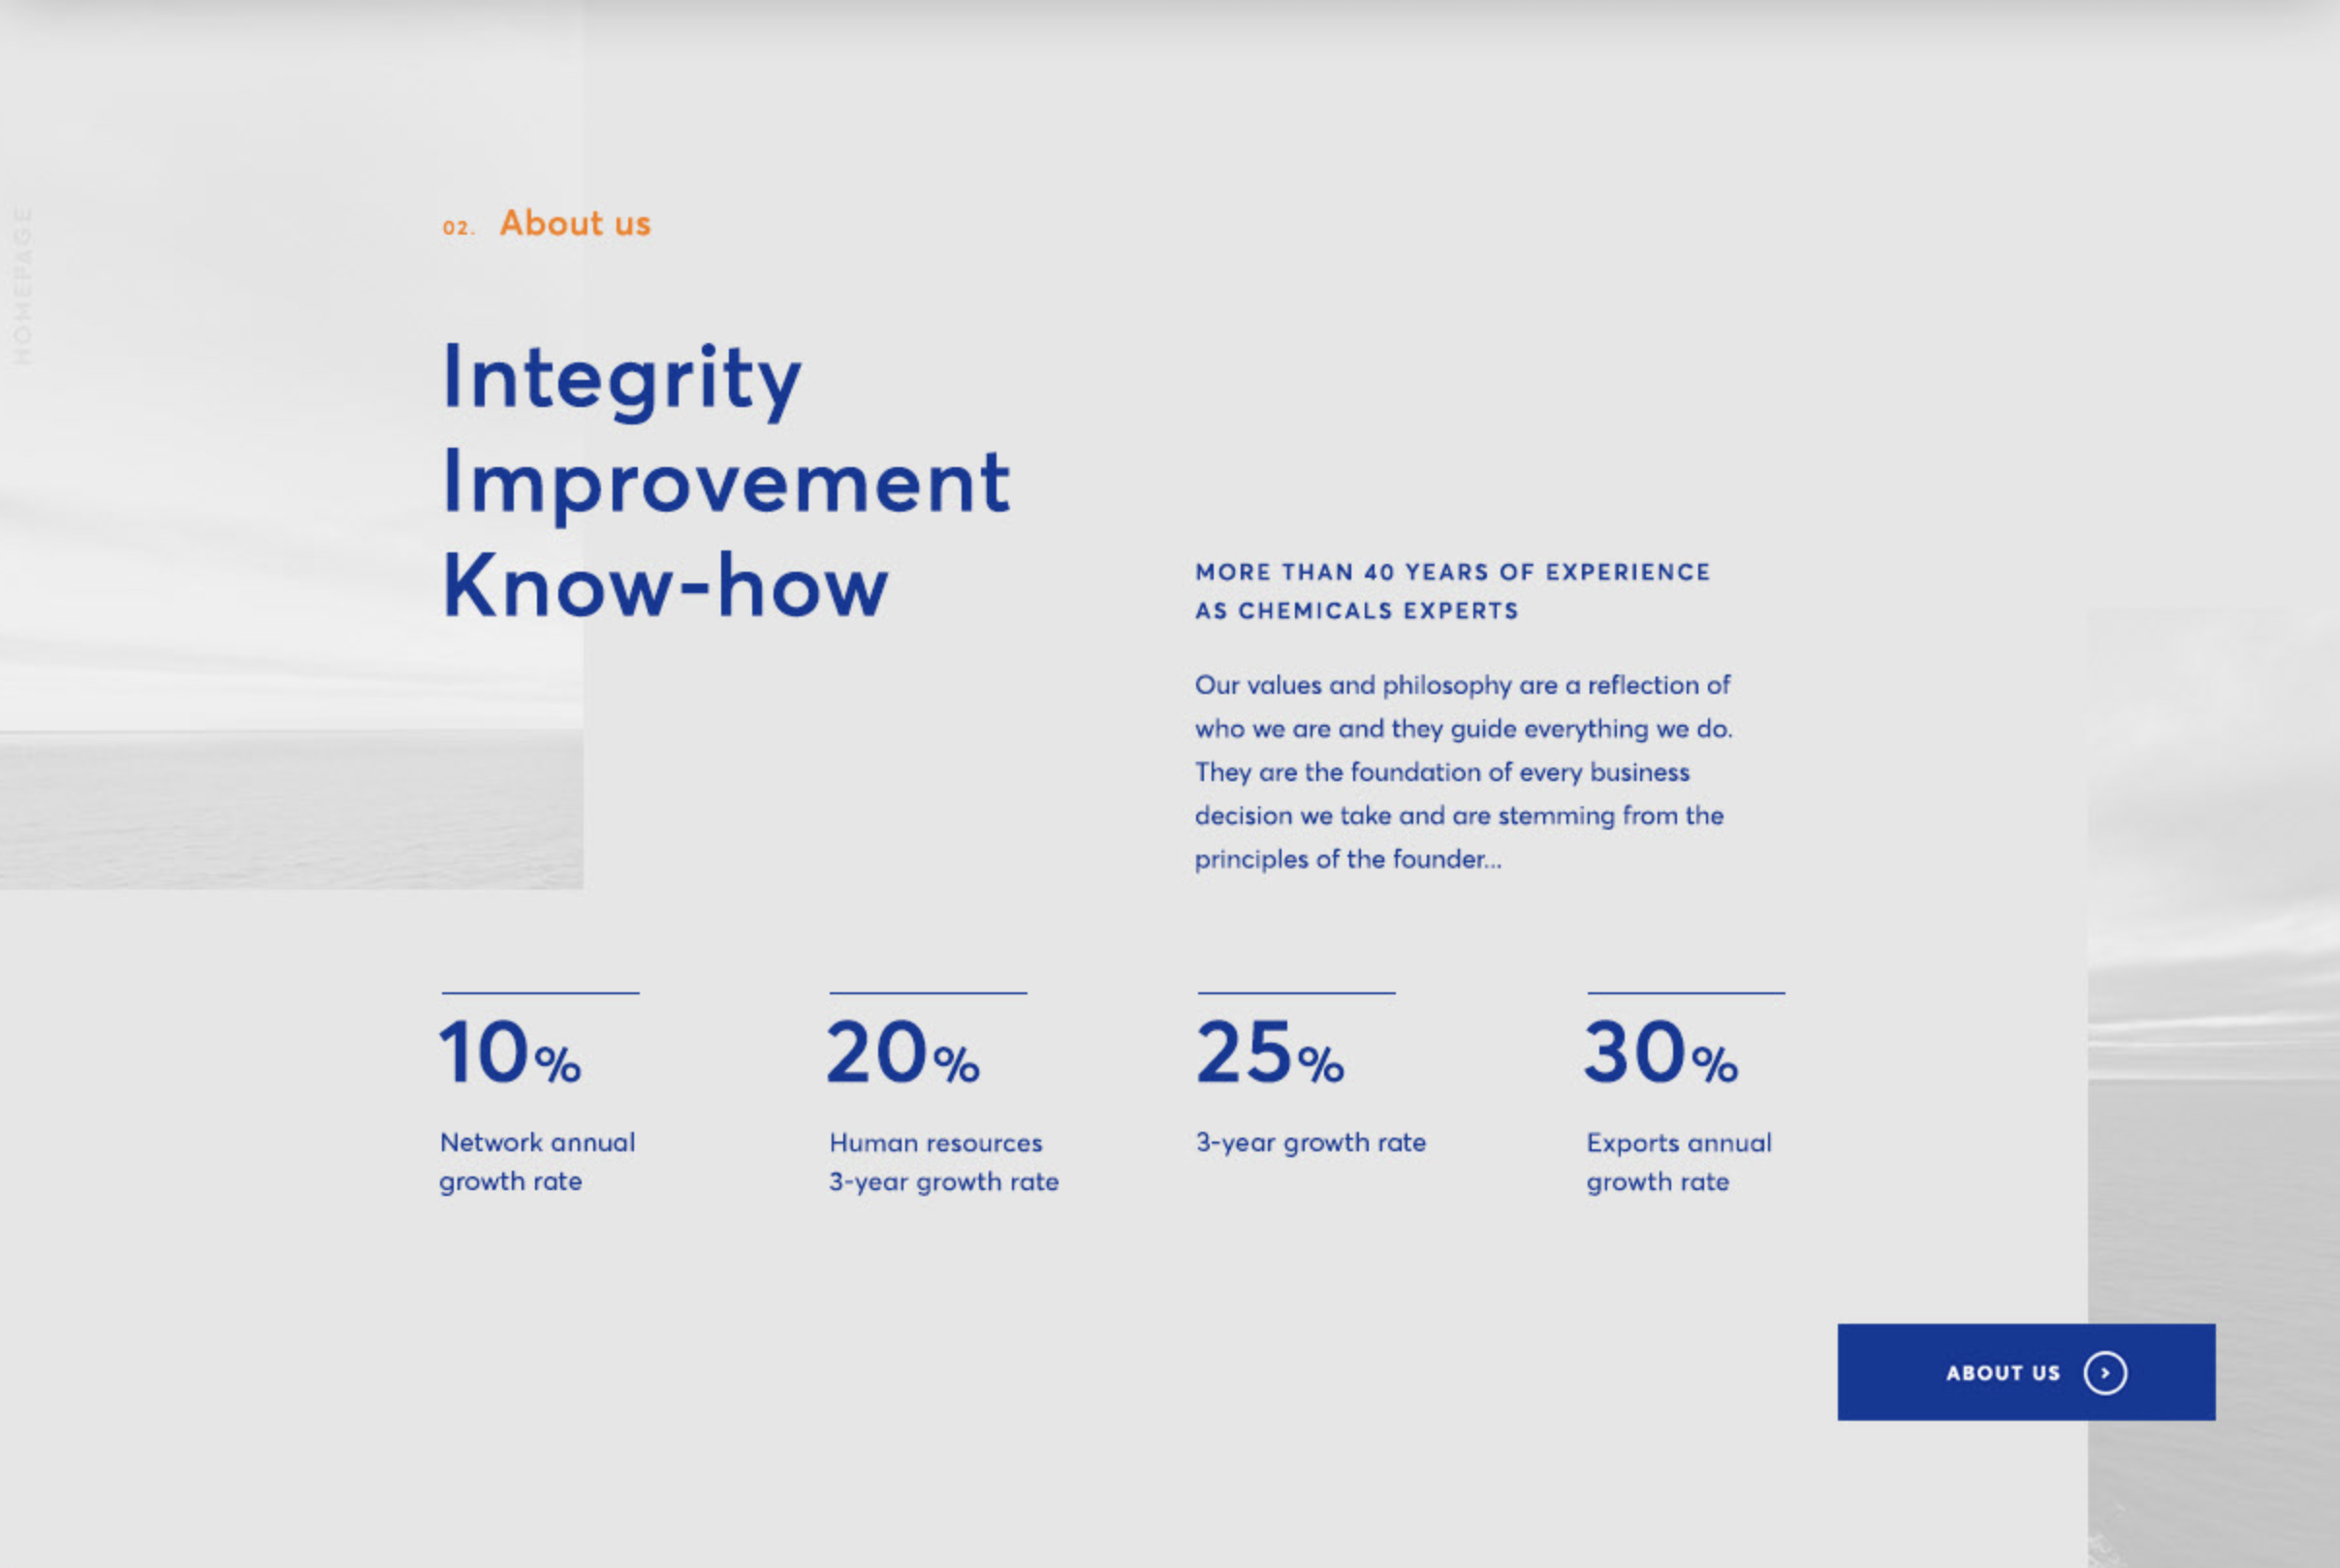 HOMEPAGE
02. About us
Integrity
Improvement
Know-how
MORE THAN 40 YEARS OF EXPERIENCE
AS CHEMICALS EXPERTS
Our values and philosophy are a reflection of
who we are and they guide everything we do.
They are the foundation of every business
decision we take and are stemming from the
principles of the founder...
10%
Network annual
growth rate
20%
Human resources
3-year growth rate
25%
3-year growth rate
30%
Exports annual
growth rate
ABOUT US